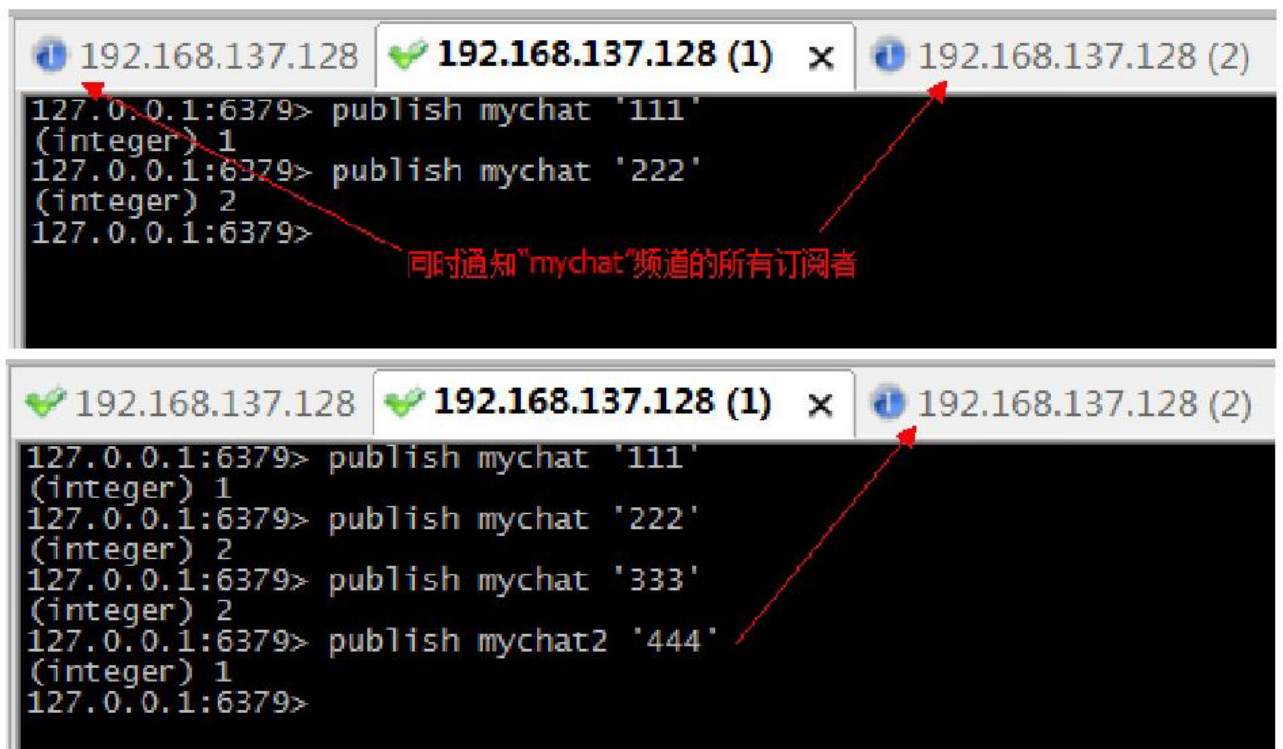 192.168.137.128 192.168.137.128 (1) × 192.168.137.128 (2)
127.0.0.1:6379> publish mychat '111'
(integer) 1
127.0.0.1:6379> publish mychat '222'
(integer) 2
127.0.0.1:6379>
同时通知“mychat”频道的所有订阅者
192.168.137.128 192.168.137.128 (1) × 192.168.137.128 (2)
127.0.0.1:6379> publish mychat '111'
(integer) 1
127.0.0.1:6379> publish mychat '222'
(integer) 2
127.0.0.1:6379> publish mychat '333'
(integer) 2
127.0.0.1:6379> publish mychat2 '444'
(integer) 1
127.0.0.1:6379>